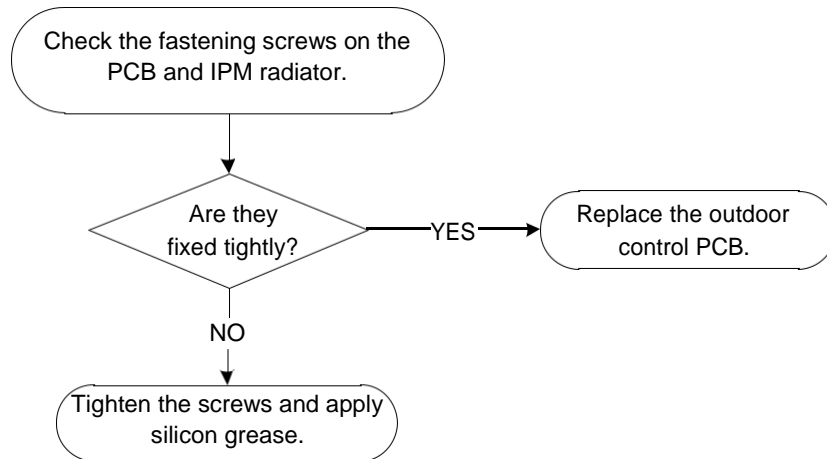 Check the fastening screws on the
PCB and IPM radiator.
Are they
fixed tightly?
YES
Replace the outdoor
control PCB.
NO
Tighten the screws and apply
silicon grease.